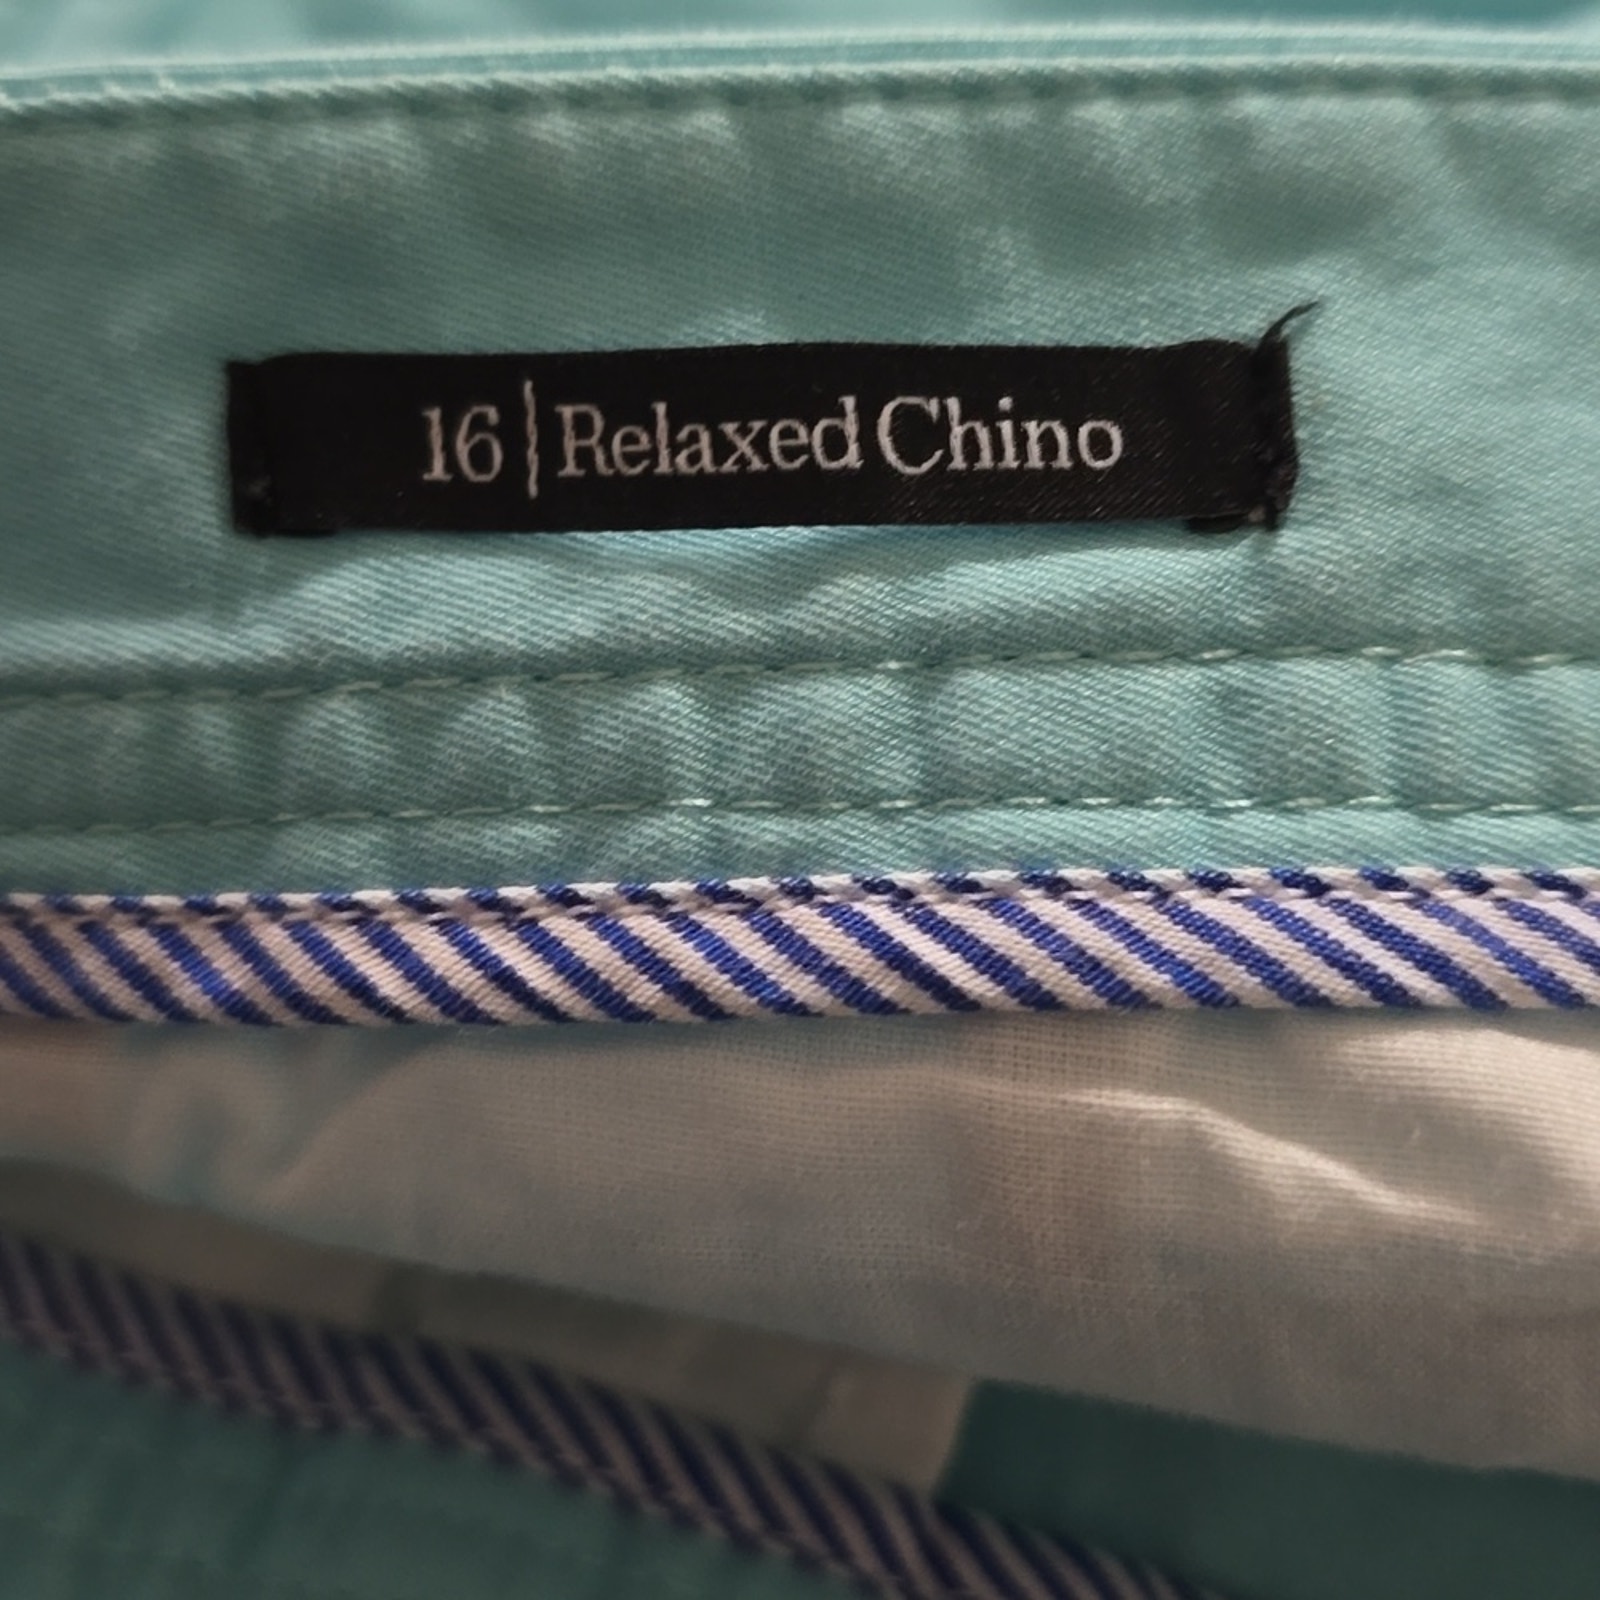 16 | Relaxed Chino